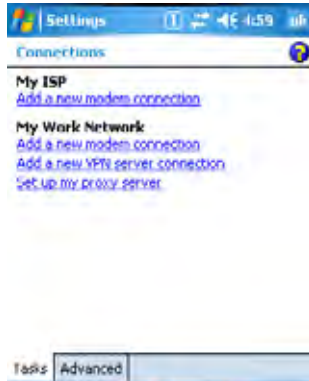 Settings 4:59 ok
Connections
My ISP
Add a new modem connection
My Work Network
Add a new modem connection
Add a new VPN server connection
Set up my proxy server
Tasks Advanced